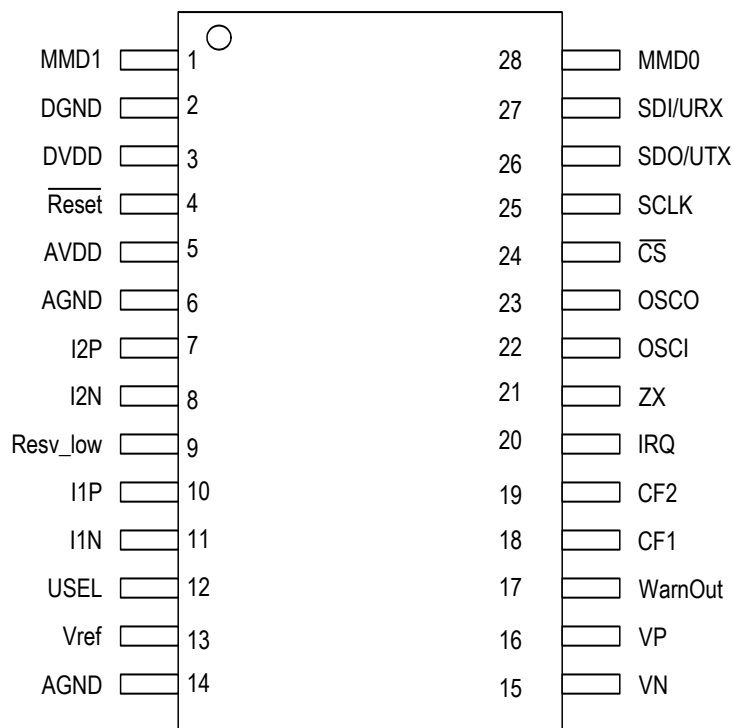 MMD1 1 28 MMD0
DGND 2 27 SDI/URX
DVDD 3 26 SDO/UTX
Reset 4 25 SCLK
AVDD 5 24 CS
AGND 6 23 OSCO
I2P 7 22 OSCI
I2N 8 21 ZX
Resv_low 9 20 IRQ
I1P 10 19 CF2
I1N 11 18 CF1
USEL 12 17 WarnOut
Vref 13 16 VP
AGND 14 15 VN